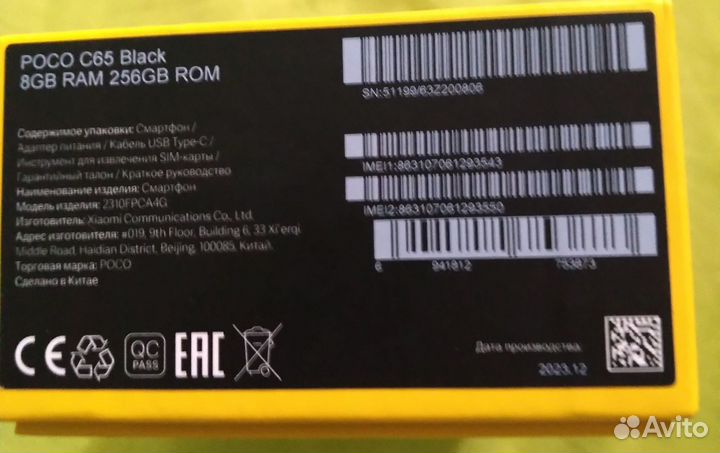 POCO C65 Black
8GB RAM 256GB ROM
SN:51199/63Z200806
Содержимое упаковки: Смартфон /
Адаптер питания / Кабель USB Type-C /
Инструмент для извлечения SIM-карты /
Гарантийный талон / Краткое руководство
Наименование изделия: Смартфон
Модель изделия: 2310FPCA4G
Изготовитель: Xiaomi Communications Co., Ltd.
Адрес изготовителя: #019, 9th Floor, Building 6, 33 Xi'erqi
Middle Road, Haidian District, Beijing, 100085, Китай.
Торговая марка: POCO
Сделано в Китае
IMEI1:863107061293543
IMEI2:863107061293550
6 941812 753873
CE
QC
PASS
EAC
Дата производства:
2023.12
Avito